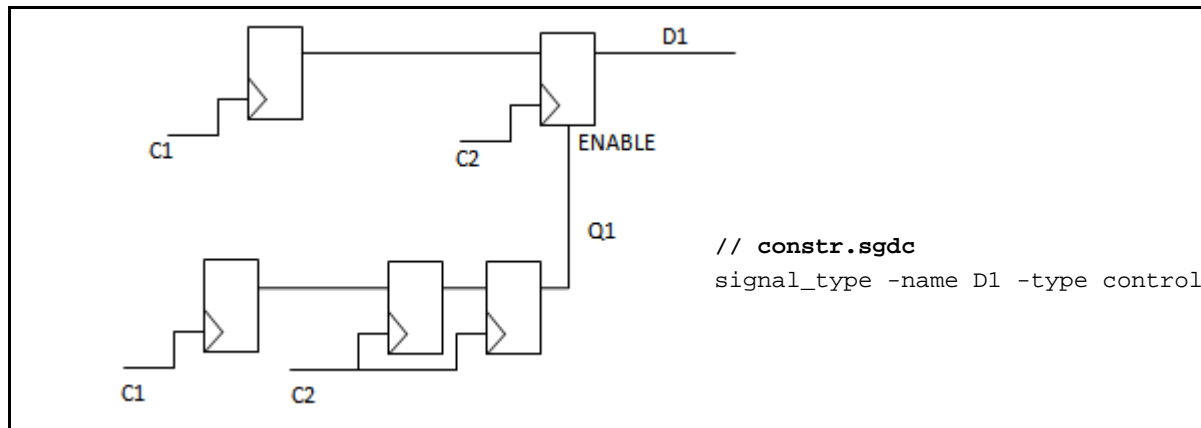 D1
C1
C2
ENABLE
Q1
// constr.sgdc
signal_type -name D1 -type control
C1
C2